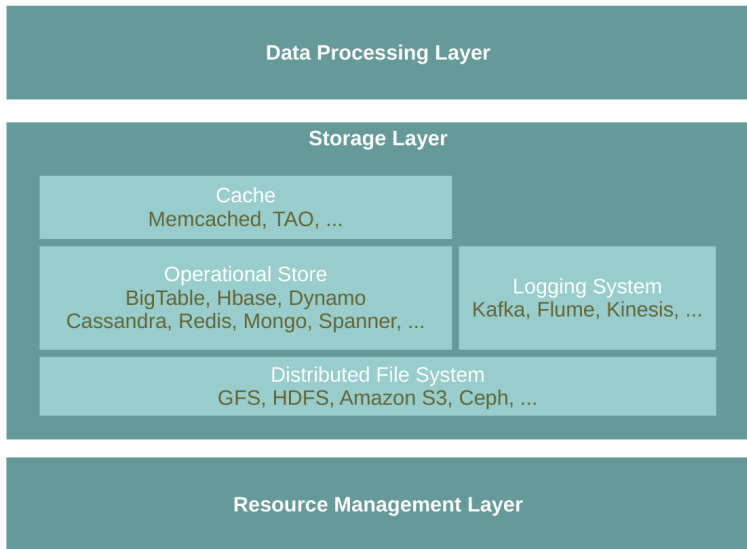 Data Processing Layer
Storage Layer
Cache
Memcached, TAO, ...
Operational Store
BigTable, Hbase, Dynamo
Cassandra, Redis, Mongo, Spanner, ...
Logging System
Kafka, Flume, Kinesis, ...
Distributed File System
GFS, HDFS, Amazon S3, Ceph, ...
Resource Management Layer